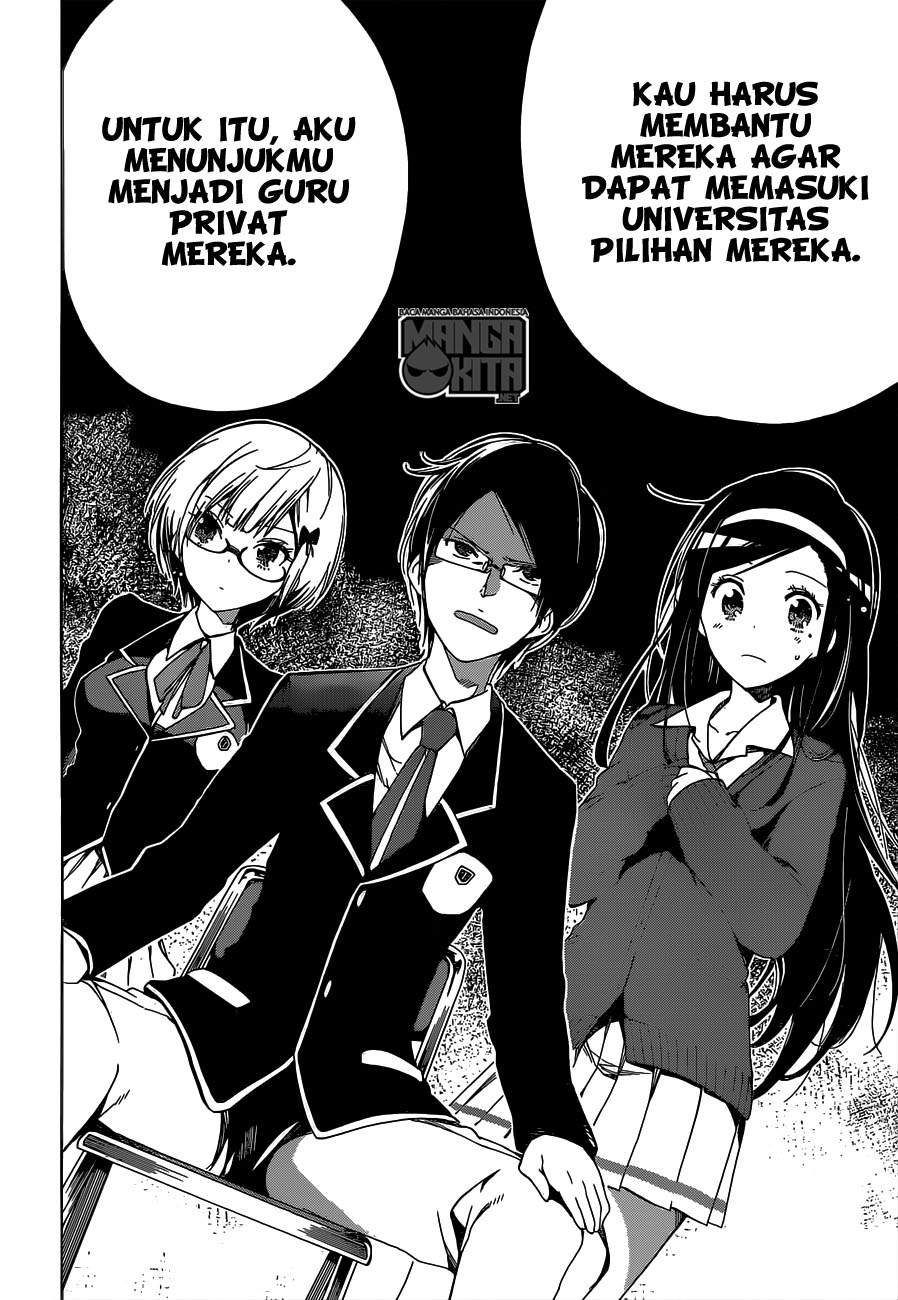 KAU HARUS
MEMBANTU
MEREKA AGAR
DAPAT MEMASUKI
UNIVERSITAS
PILIHAN MEREKA.
UNTUK ITU, AKU
MENUNJUKMU
MENJADI GURU
PRIVAT
MEREKA.
BACA MANGA BAHASA INDONESIA
MANGA
KITA
.NET